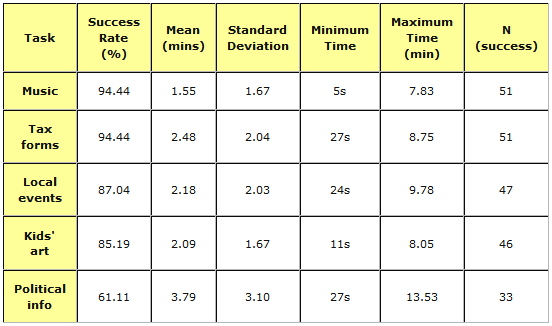 Task Success Rate (%) Mean (mins) Standard Deviation Minimum Time Maximum Time (min) N (success)
Music 94.44 1.55 1.67 5s 7.83 51
Tax forms 94.44 2.48 2.04 27s 8.75 51
Local events 87.04 2.18 2.03 24s 9.78 47
Kids' art 85.19 2.09 1.67 11s 8.05 46
Political info 61.11 3.79 3.10 27s 13.53 33